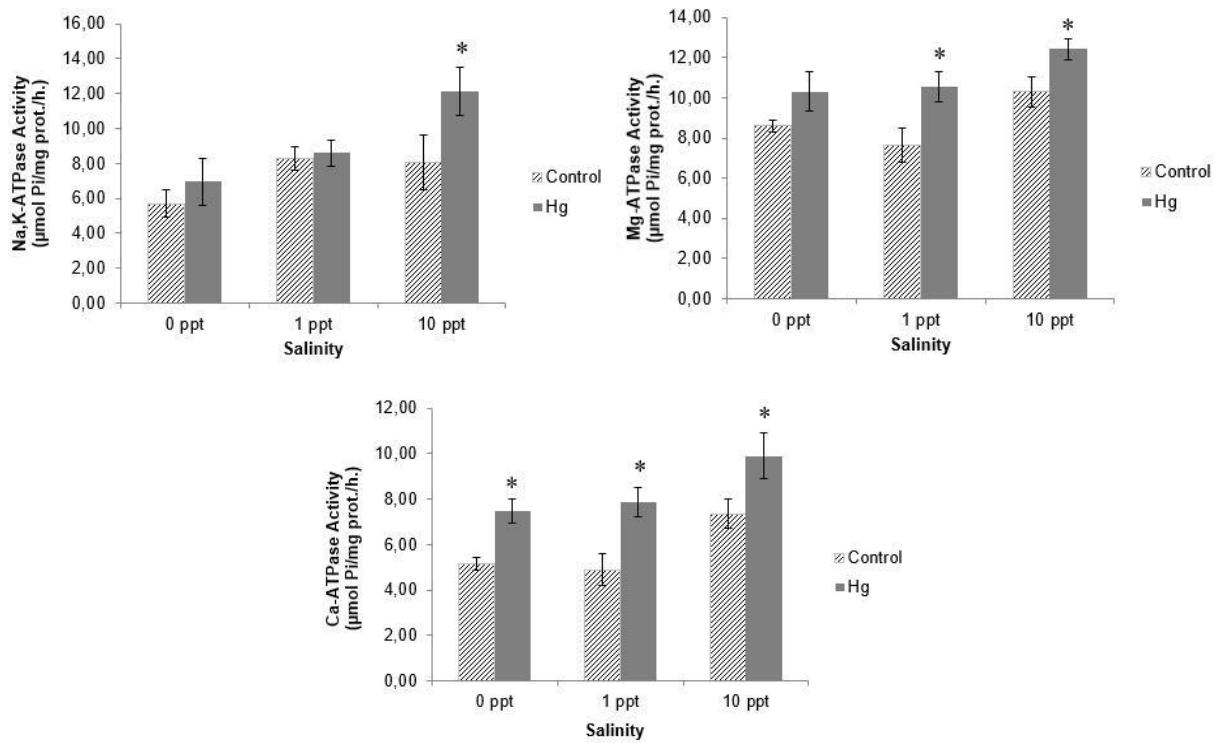 Na,K-ATPase Activity
(µmol Pi/mg prot./h.)
16,00
14,00
12,00
10,00
8,00
6,00
4,00
2,00
0,00
*
0 ppt
1 ppt
10 ppt
Salinity
Control
Hg
Mg-ATPase Activity
(µmol Pi/mg prot./h.)
14,00
12,00
10,00
8,00
6,00
4,00
2,00
0,00
*
*
0 ppt
1 ppt
10 ppt
Salinity
Control
Hg
Ca-ATPase Activity
(µmol Pi/mg prot./h.)
12,00
10,00
8,00
6,00
4,00
2,00
0,00
*
*
*
0 ppt
1 ppt
10 ppt
Salinity
Control
Hg